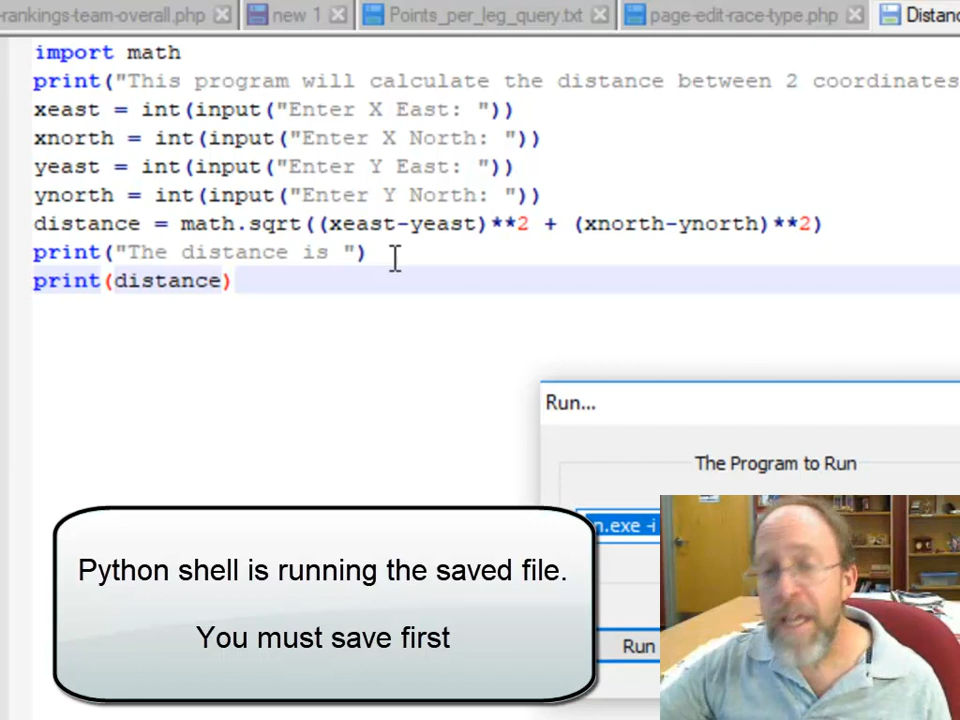 -rankings-team-overall.php new 1 Points_per_leg_query.txt page-edit-race-type.php Distanc
import math
print("This program will calculate the distance between 2 coordinates
xeast = int(input("Enter X East: "))
xnorth = int(input("Enter X North: "))
yeast = int(input("Enter Y East: "))
ynorth = int(input("Enter Y North: "))
distance = math.sqrt((xeast-yeast)**2 + (xnorth-ynorth)**2)
print("The distance is ")
print(distance)
Run...
The Program to Run
n.exe -i
Run
Python shell is running the saved file.
You must save first